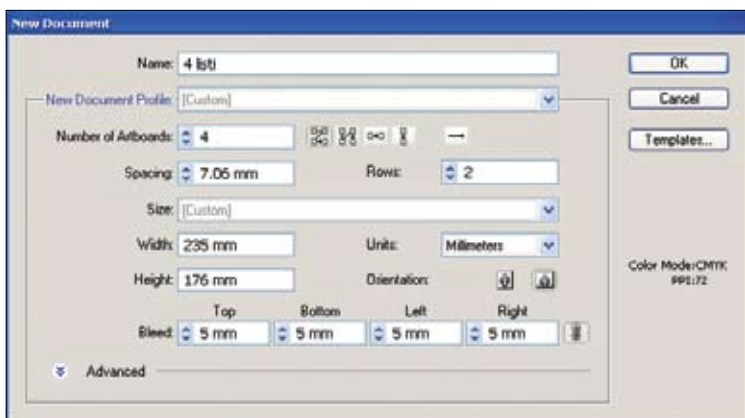 New Document
Name: 4 listi
OK
New Document Profile: [Custom]
Cancel
Number of Artboards: 4
Templates...
Spacing: 7.06 mm Rows: 2
Size: [Custom]
Width: 235 mm Units: Millimeters
Height: 176 mm Orientation:
Color Mode:CMYK
PPI:72
Top Bottom Left Right
Bleed: 5 mm 5 mm 5 mm 5 mm
Advanced